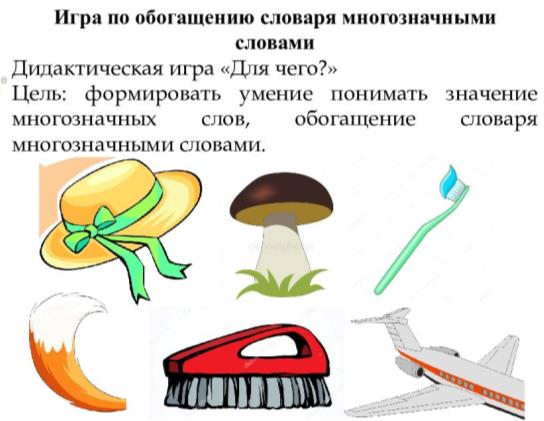 Игра по обогащению словаря многозначными
словами
Дидактическая игра «Для чего?»
Цель: формировать умение понимать значение
многозначных слов, обогащение словаря
многозначными словами.
depositphotos